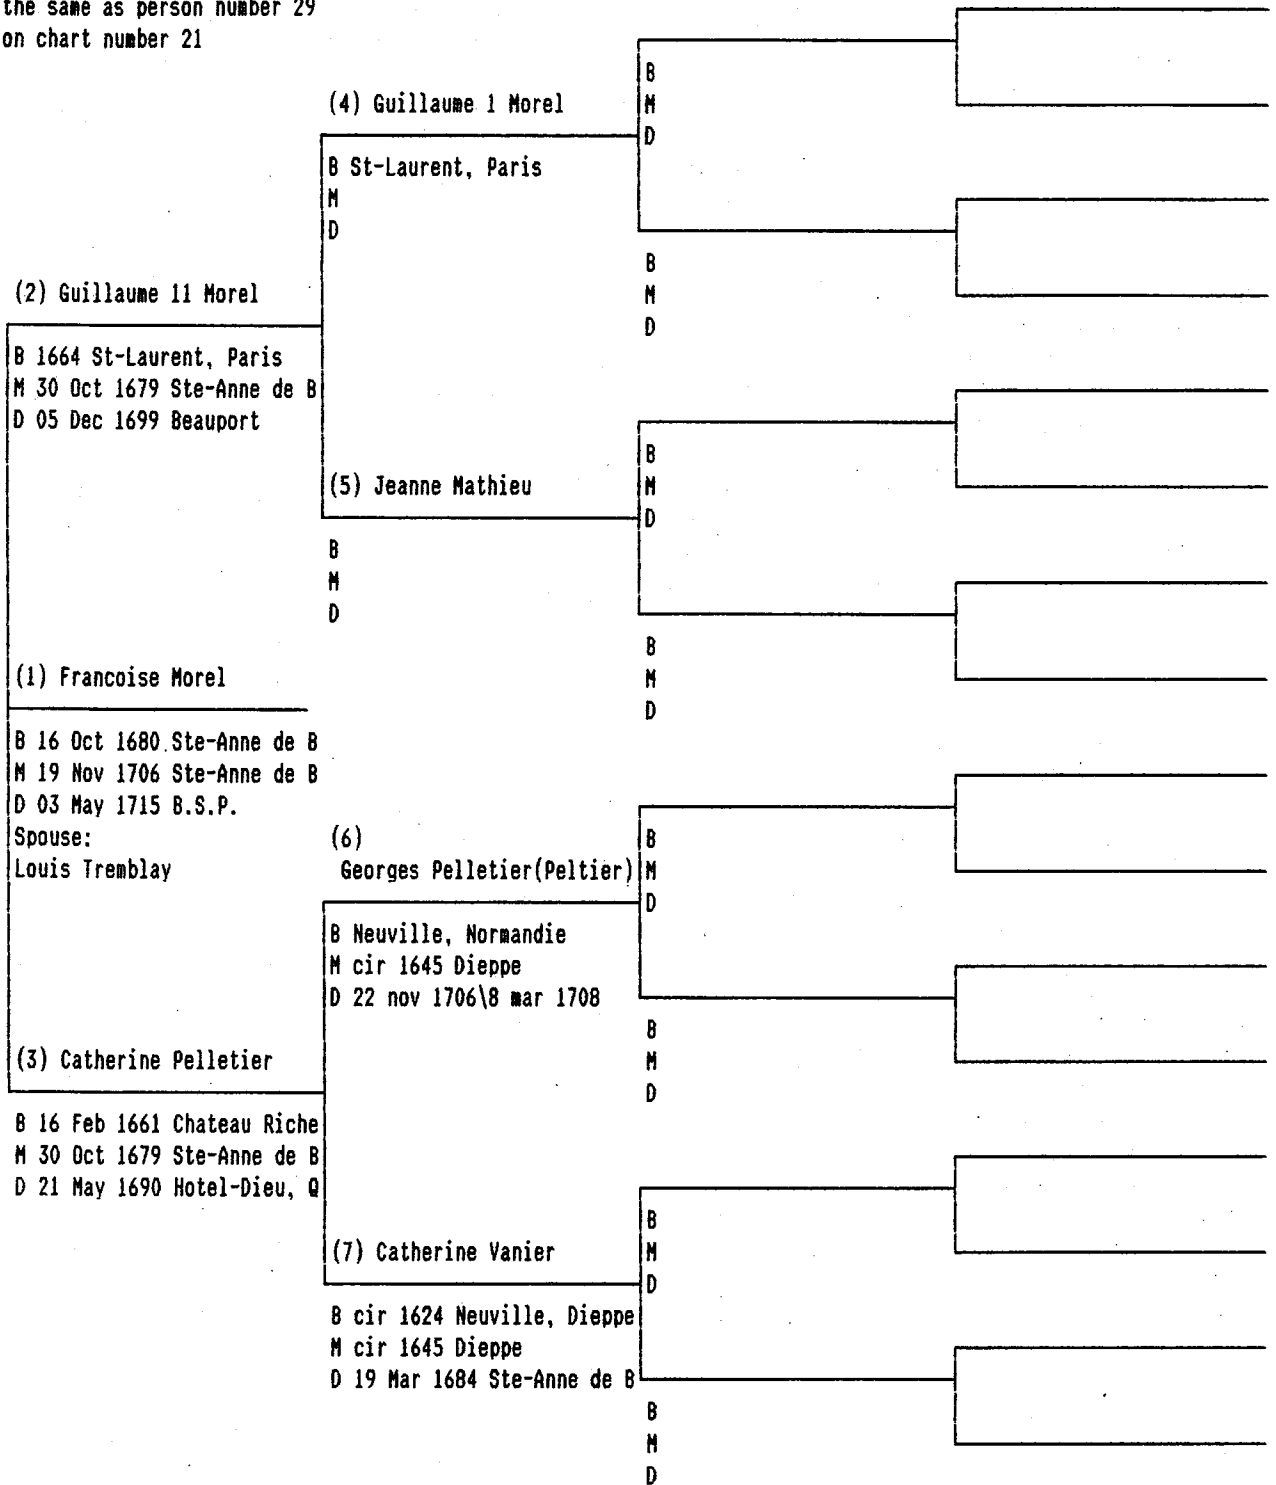 the same as person number 29
on chart number 21
(4) Guillaume 1 Morel
B St-Laurent, Paris
M
D
(2) Guillaume 11 Morel
B 1664 St-Laurent, Paris
M 30 Oct 1679 Ste-Anne de B
D 05 Dec 1699 Beauport
(5) Jeanne Mathieu
B
M
D
(1) Francoise Morel
B 16 Oct 1680 Ste-Anne de B
M 19 Nov 1706 Ste-Anne de B
D 03 May 1715 B.S.P.
Spouse:
Louis Tremblay
(6)
Georges Pelletier(Peltier)
B Neuville, Normandie
M cir 1645 Dieppe
D 22 nov 1706\8 mar 1708
(3) Catherine Pelletier
B 16 Feb 1661 Chateau Riche
M 30 Oct 1679 Ste-Anne de B
D 21 May 1690 Hotel-Dieu, Q
(7) Catherine Vanier
B cir 1624 Neuville, Dieppe
M cir 1645 Dieppe
D 19 Mar 1684 Ste-Anne de B
B
M
D
B
M
D
B
M
D
B
M
D
B
M
D
B
M
D
B
M
D
B
M
D